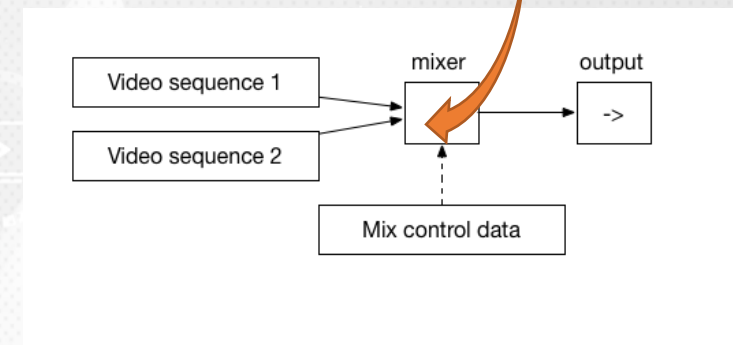 mixer
output
Video sequence 1
->
Video sequence 2
Mix control data